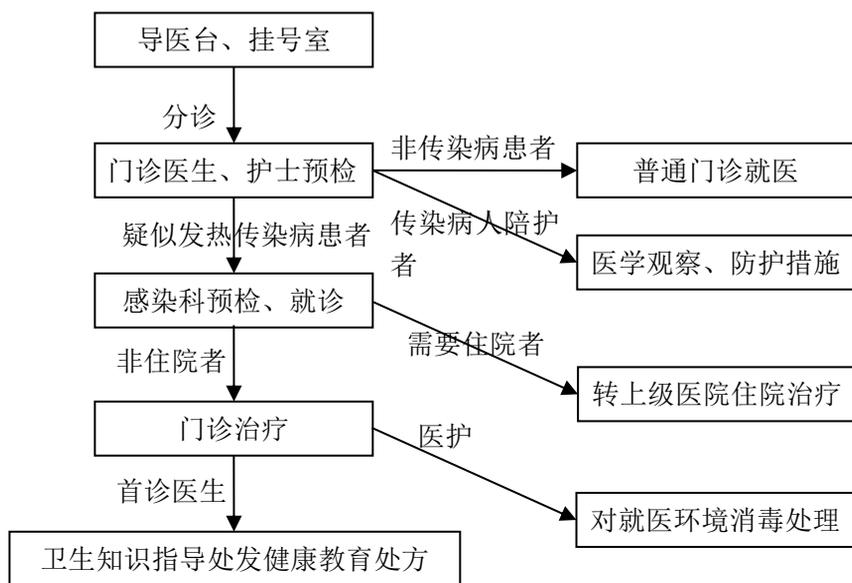 导医台、挂号室
分诊
非传染病患者
门诊医生、护士预检
普通门诊就医
疑似发热传染病患者
传染病人陪护
者
医学观察、防护措施
感染科预检、就诊
需要住院者
非住院者
转上级医院住院治疗
门诊治疗
医护
首诊医生
对就医环境消毒处理
卫生知识指导处发健康教育处方